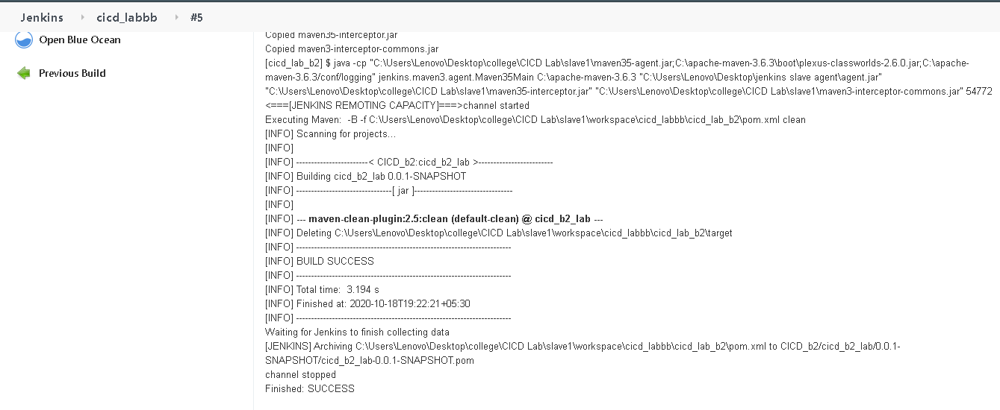 Jenkins cicd_labbb #5
Open Blue Ocean
Previous Build
Copied maven35-interceptor.jar
Copied maven3-interceptor-commons.jar
[cicd_lab_b2] $ java -cp "C:\Users\Lenovo\Desktop\college\CICD Lab\slave1\maven35-agent.jar;C:\apache-maven-3.6.3\boot\plexus-classworlds-2.6.0.jar;C:\apache-
maven-3.6.3/conf/logging" jenkins.maven3.agent.Maven35Main C:\apache-maven-3.6.3 "C:\Users\Lenovo\Desktop\jenkins slave agent\agent.jar"
"C:\Users\Lenovo\Desktop\college\CICD Lab\slave1\maven35-interceptor.jar" "C:\Users\Lenovo\Desktop\college\CICD Lab\slave1\maven3-interceptor-commons.jar" 54772
<===[JENKINS REMOTING CAPACITY]===>channel started
Executing Maven:  -B -f C:\Users\Lenovo\Desktop\college\CICD Lab\slave1\workspace\cicd_labbb\cicd_lab_b2\pom.xml clean
[INFO] Scanning for projects...
[INFO]
[INFO] ------------------------< CICD_b2:cicd_b2_lab >-------------------------
[INFO] Building cicd_b2_lab 0.0.1-SNAPSHOT
[INFO] --------------------------------[ jar ]---------------------------------
[INFO]
[INFO] --- maven-clean-plugin:2.5:clean (default-clean) @ cicd_b2_lab ---
[INFO] Deleting C:\Users\Lenovo\Desktop\college\CICD Lab\slave1\workspace\cicd_labbb\cicd_lab_b2\target
[INFO] ------------------------------------------------------------------------
[INFO] BUILD SUCCESS
[INFO] ------------------------------------------------------------------------
[INFO] Total time:  3.194 s
[INFO] Finished at: 2020-10-18T19:22:21+05:30
[INFO] ------------------------------------------------------------------------
Waiting for Jenkins to finish collecting data
[JENKINS] Archiving C:\Users\Lenovo\Desktop\college\CICD Lab\slave1\workspace\cicd_labbb\cicd_lab_b2\pom.xml to CICD_b2/cicd_b2_lab/0.0.1-
SNAPSHOT/cicd_b2_lab-0.0.1-SNAPSHOT.pom
channel stopped
Finished: SUCCESS